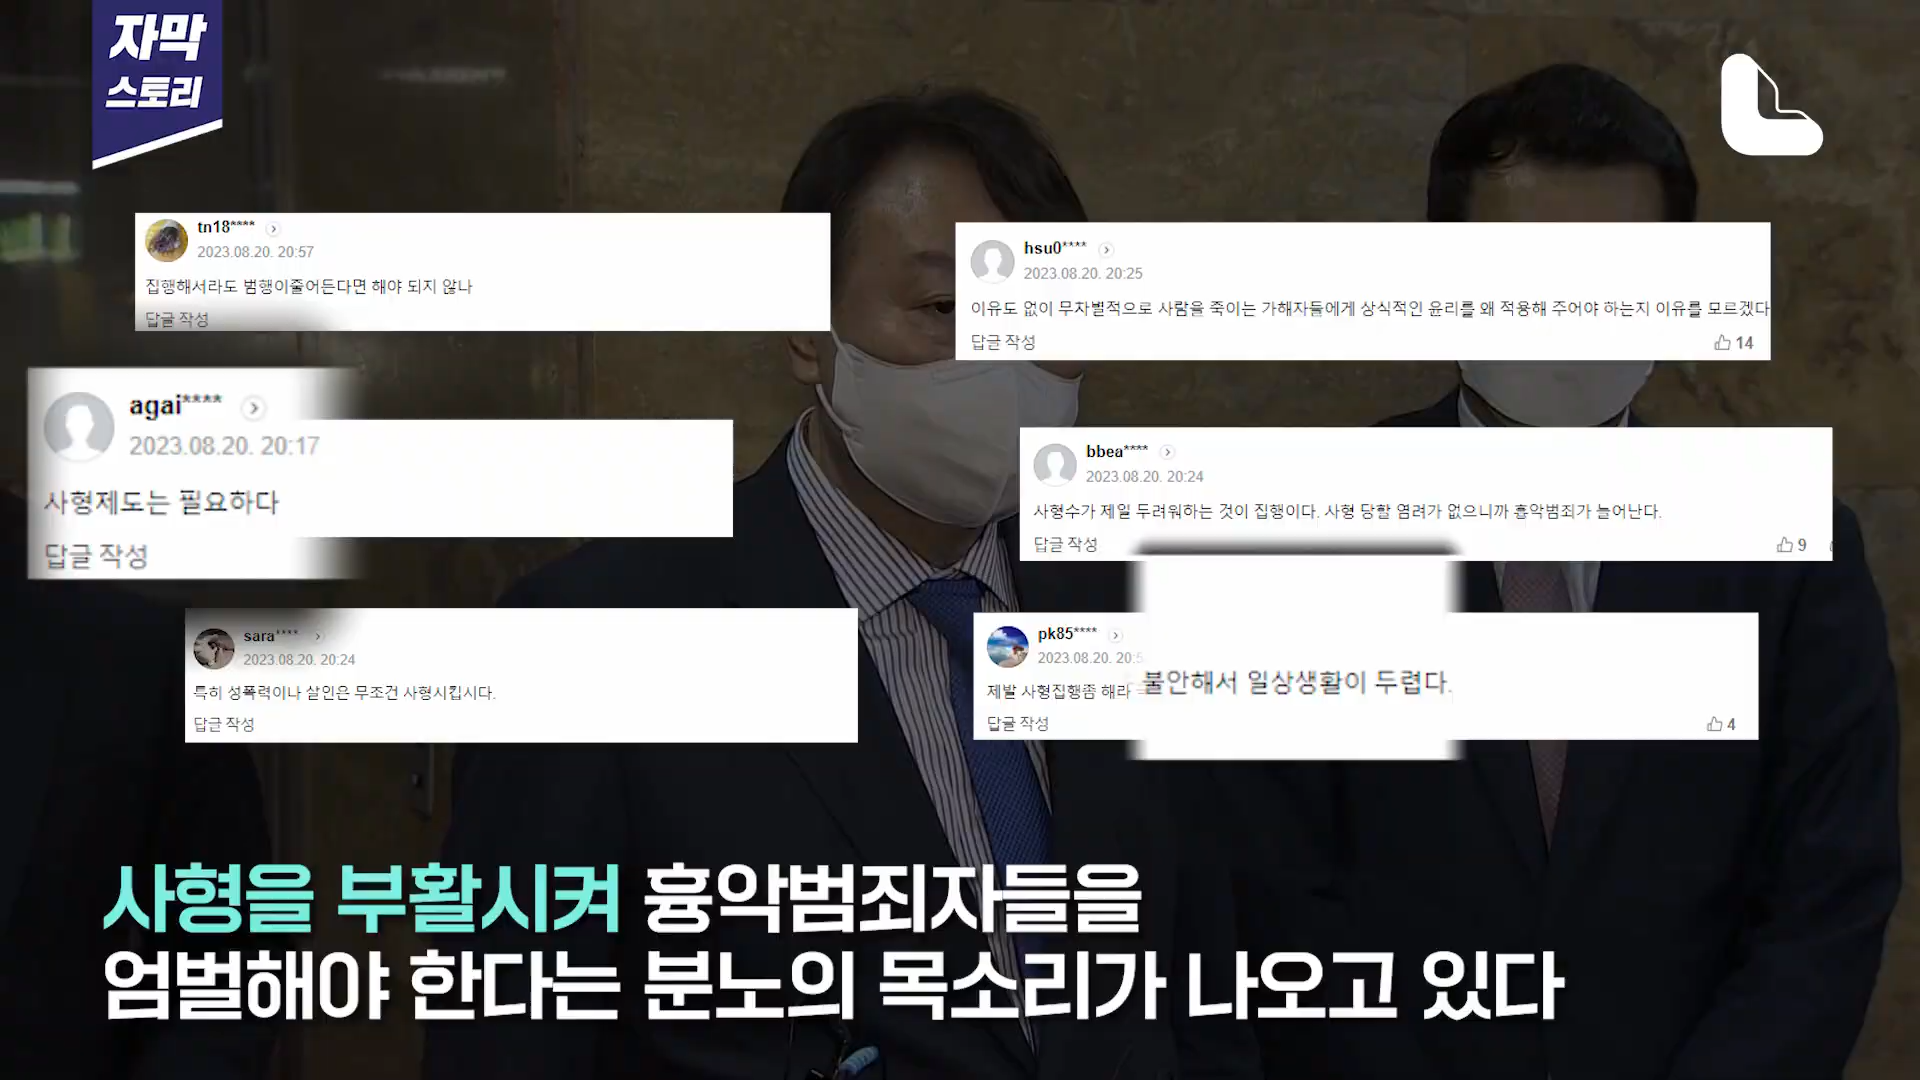 자막
스토리
tn18****
2023.08.20. 20:57
집행해서라도 범행이줄어든다면 해야 되지 않나
답글 작성
hsu0****
2023.08.20. 20:25
이유도 없이 무차별적으로 사람을 죽이는 가해자들에게 상식적인 윤리를 왜 적용해 주어야 하는지 이유를 모르겠다
답글 작성
14
agai****
2023.08.20. 20:17
사형제도는 필요하다
답글 작성
bbea****
2023.08.20. 20:24
사형수가 제일 두려워하는 것이 집행이다. 사형 당할 염려가 없으니까 흉악범죄가 늘어난다.
답글 작성
9
sara****
2023.08.20. 20:24
특히 성폭력이나 살인은 무조건 사형시킵시다.
답글 작성
pk85****
2023.08.20.
제발 사형집행좀 해라 불안해서 일상생활이 두렵다.
답글 작성
4
사형을 부활시켜 흉악범죄자들을
엄벌해야 한다는 분노의 목소리가 나오고 있다